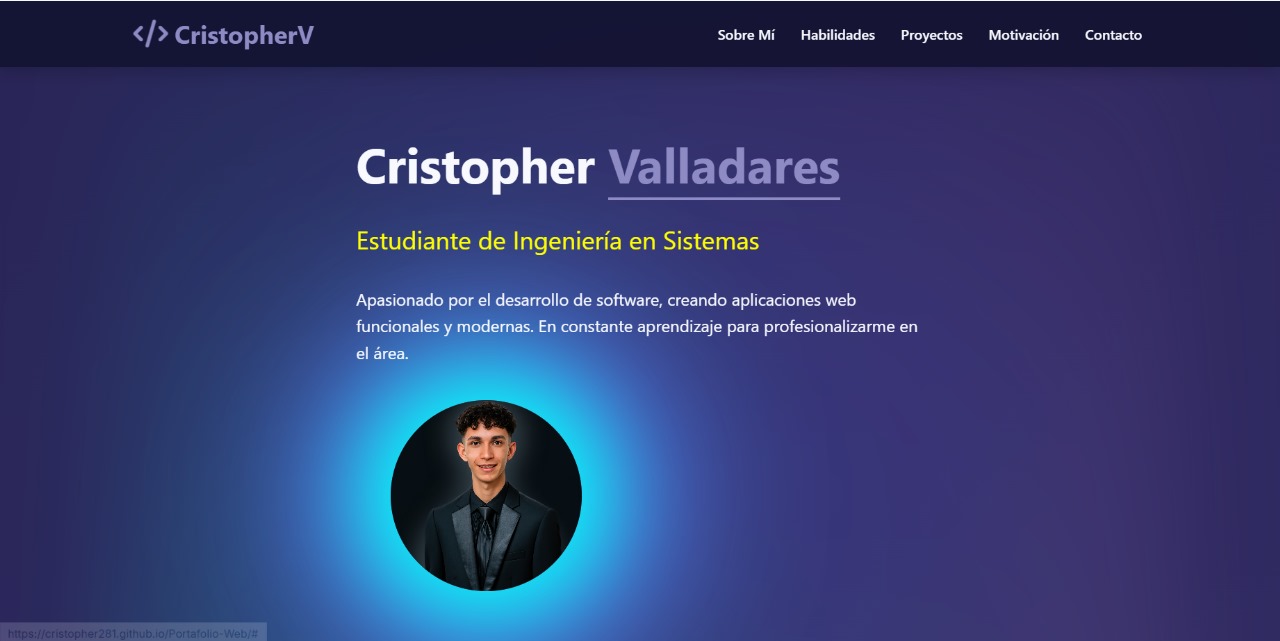 </> CristopherV
Sobre Mí Habilidades Proyectos Motivación Contacto
Cristopher Valladares
Estudiante de Ingeniería en Sistemas
Apasionado por el desarrollo de software, creando aplicaciones web
funcionales y modernas. En constante aprendizaje para profesionalizarme en
el área.
https://cristopher281.github.io/Portafolio-Web/#